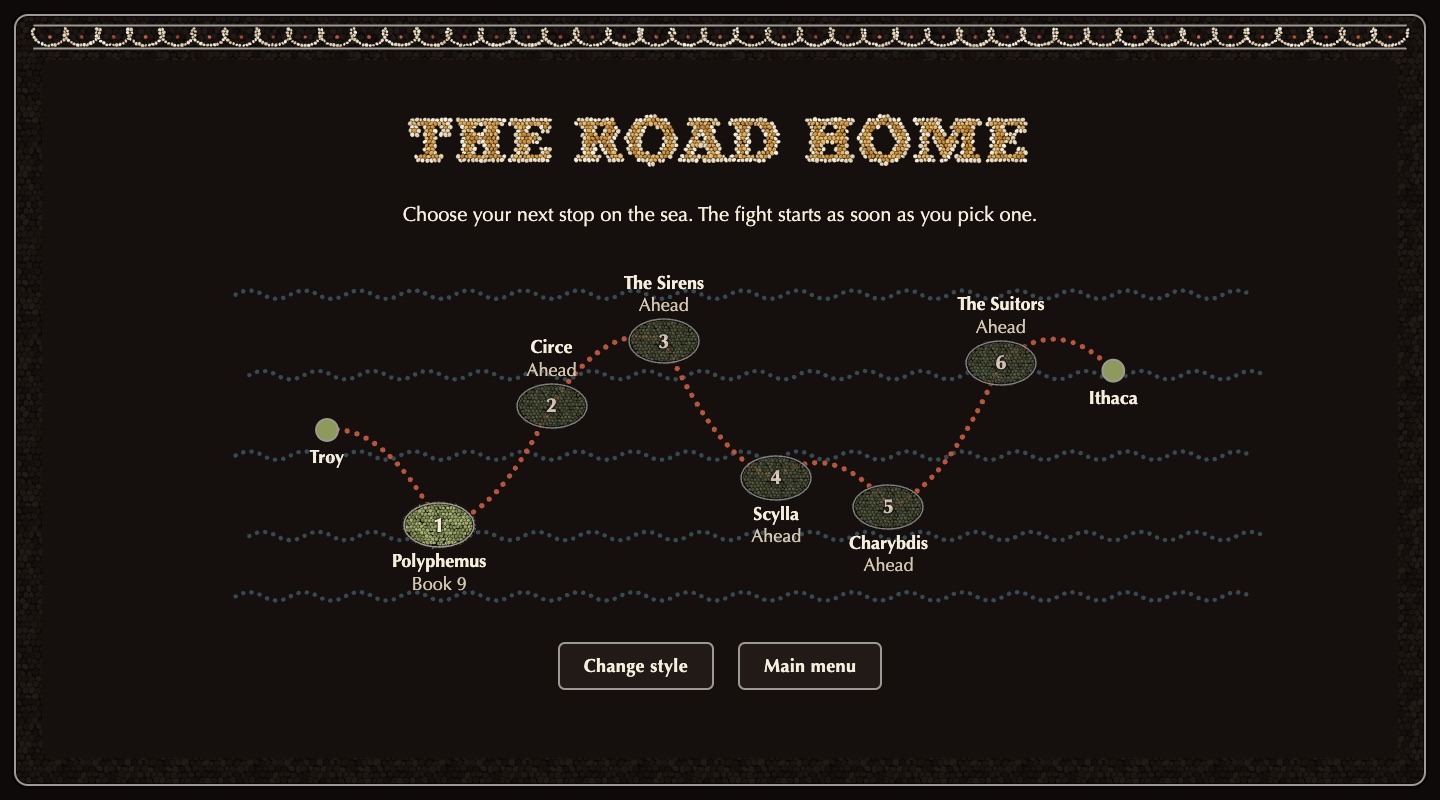 THE ROAD HOME
Choose your next stop on the sea. The fight starts as soon as you pick one.
Troy
1
Polyphemus
Book 9
Circe
Ahead
2
The Sirens
Ahead
3
4
Scylla
Ahead
5
Charybdis
Ahead
The Suitors
Ahead
6
Ithaca
Change style
Main menu